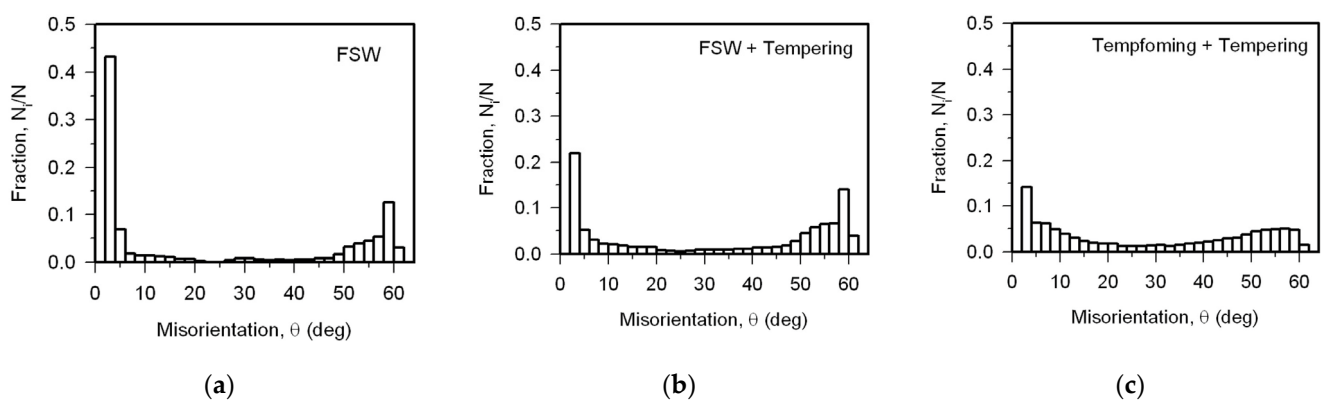 0.5
0.4
0.3
0.2
0.1
0.0
Fraction, Nᵢ/N
FSW
0 10 20 30 40 50 60
Misorientation, θ (deg)
(a)
0.5
0.4
0.3
0.2
0.1
0.0
Fraction, Nᵢ/N
FSW + Tempering
0 10 20 30 40 50 60
Misorientation, θ (deg)
(b)
0.5
0.4
0.3
0.2
0.1
0.0
Fraction, Nᵢ/N
Tempfoming + Tempering
0 10 20 30 40 50 60
Misorientation, θ (deg)
(c)